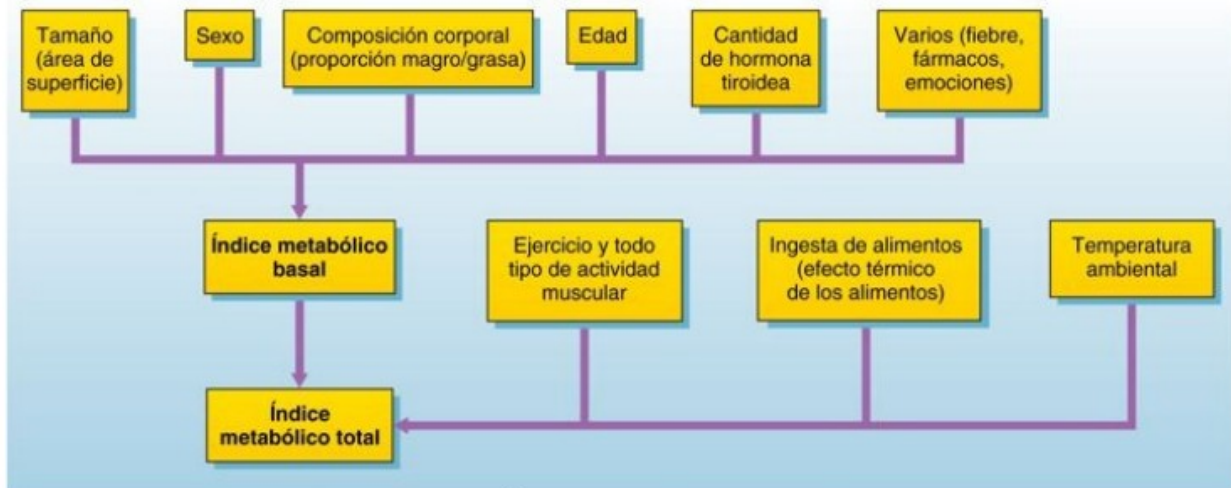 Tamaño
(área de
superficie)
Sexo
Composición corporal
(proporción magro/grasa)
Edad
Cantidad
de hormona
tiroidea
Varios (fiebre,
fármacos,
emociones)
Índice metabólico
basal
Ejercicio y todo
tipo de actividad
muscular
Ingesta de alimentos
(efecto térmico
de los alimentos)
Temperatura
ambiental
Índice
metabólico total